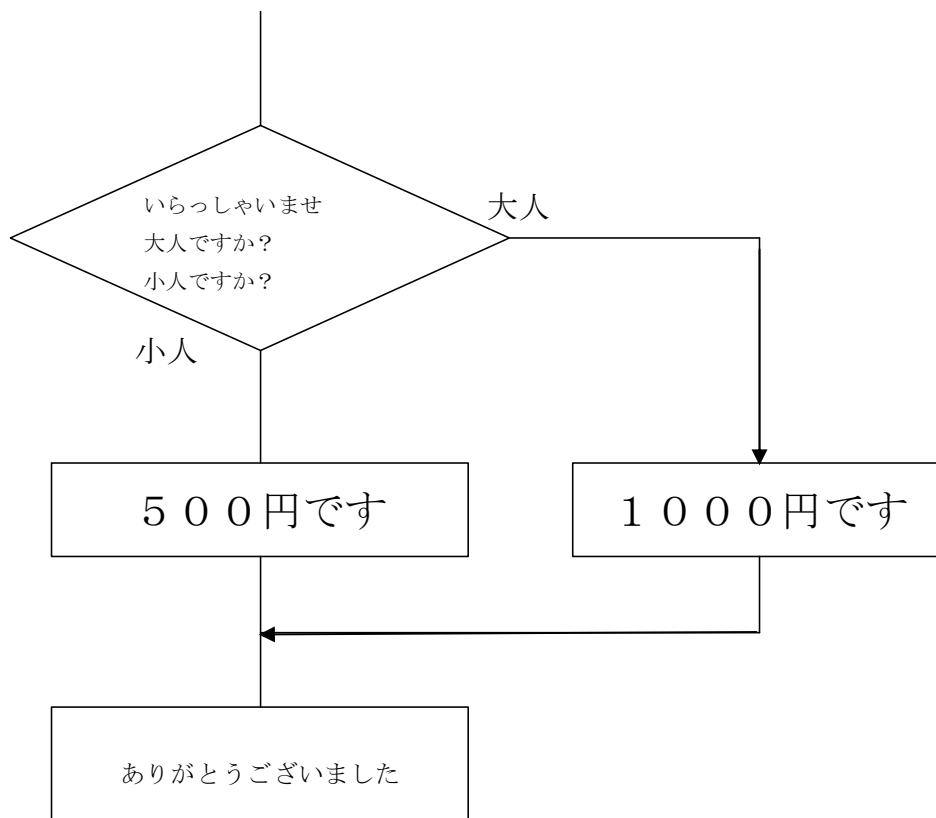 いらっしゃいませ
大人ですか？
小人ですか？
大人
小人
５００円です
１０００円です
ありがとうございました